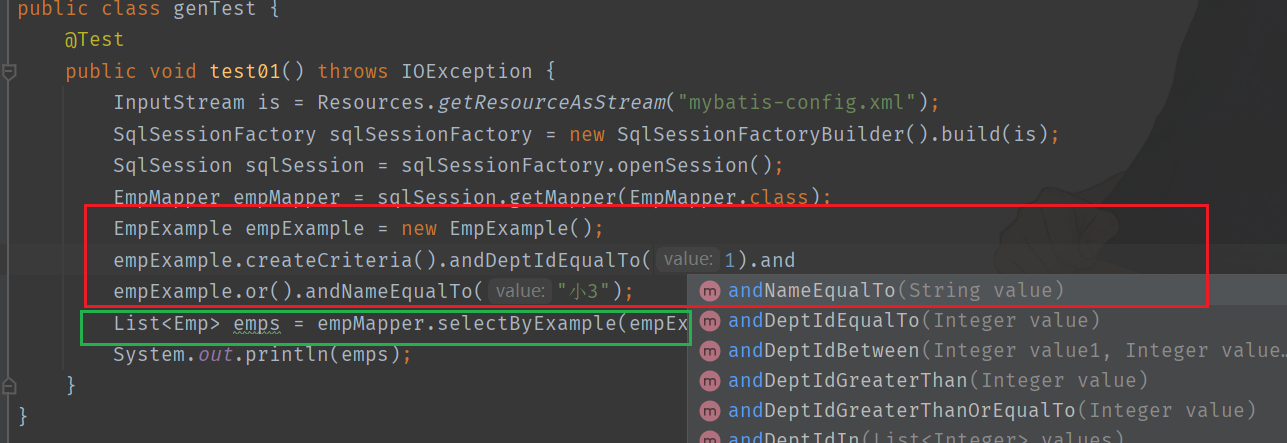 public class genTest {
@Test
public void test01() throws IOException {
InputStream is = Resources.getResourceAsStream("mybatis-config.xml");
SqlSessionFactory sqlSessionFactory = new SqlSessionFactoryBuilder().build(is);
SqlSession sqlSession = sqlSessionFactory.openSession();
EmpMapper empMapper = sqlSession.getMapper(EmpMapper.class);
EmpExample empExample = new EmpExample();
empExample.createCriteria().andDeptIdEqualTo( value: 1).and
empExample.or().andNameEqualTo( value: "小3");
m andNameEqualTo(String value)
List<Emp> emps = empMapper.selectByExample(empEx
m andDeptIdEqualTo(Integer value)
System.out.println(emps);
m andDeptIdBetween(Integer value1, Integer value…
}
m andDeptIdGreaterThan(Integer value)
}
m andDeptIdGreaterThanOrEqualTo(Integer value)
m andDeptIdIn(List<Integer> values)